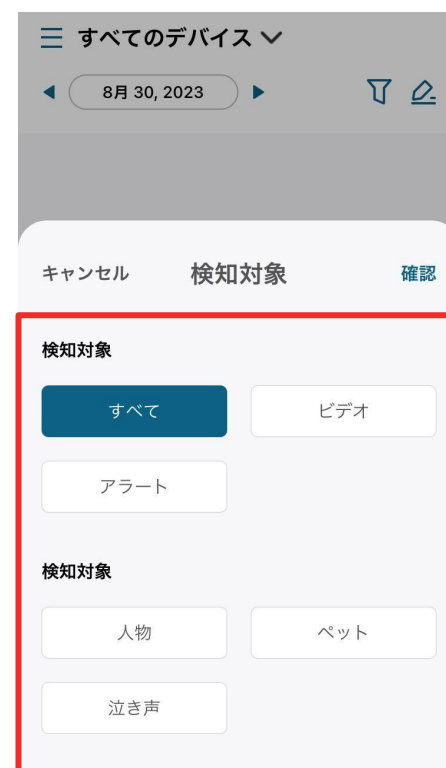 すべてのデバイス
8月 30, 2023
キャンセル 検知対象 確認
検知対象
すべて ビデオ
アラート
検知対象
人物 ペット
泣き声